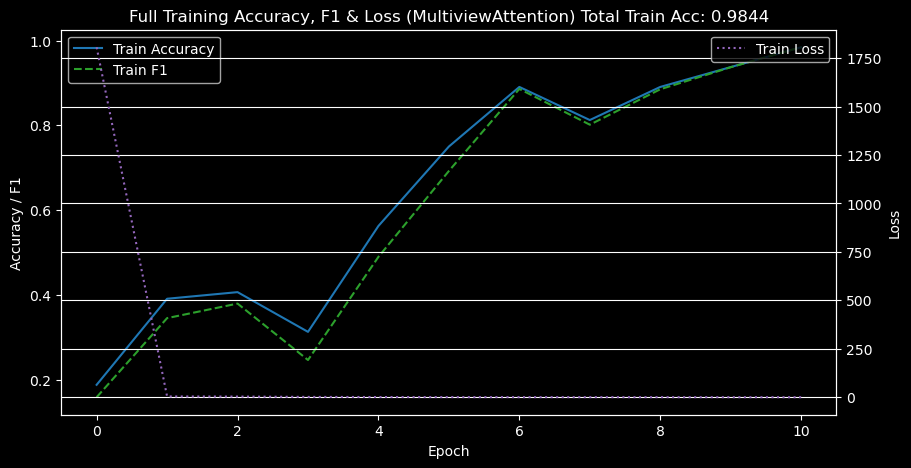 Full Training Accuracy, F1 & Loss (MultiviewAttention) Total Train Acc: 0.9844
Train Accuracy
Train F1
Train Loss
Accuracy / F1
1.0
0.8
0.6
0.4
0.2
1750
1500
1250
1000
750
500
250
0
Loss
0 2 4 6 8 10
Epoch